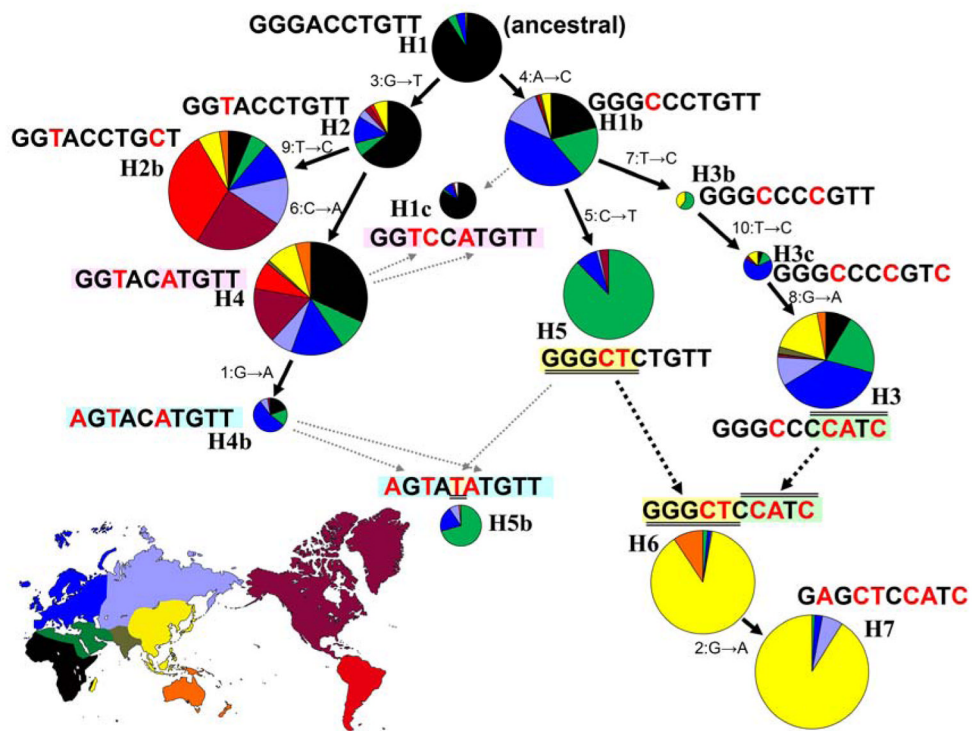 GGGACCTGTT
H1
(ancestral)
3:G→T
4:A→C
GGTACCTGTT
H2
GGGCCCTGTT
H1b
GGTACCTGCT
H2b
9:T→C
7:T→C
H3b
GGGCCCCGTT
6:C→A
H1c
GGTCCATGTT
5:C→T
10:T→C
H3c
GGGCCCCGTC
GGTACATGTT
H4
8:G→A
H5
GGGCTCTGTT
1:G→A
H3
AGTACATGTT
H4b
GGGCCCCATC
AGTATATGTT
H5b
GGGCTCCATC
H6
GAGCTCCATC
H7
2:G→A